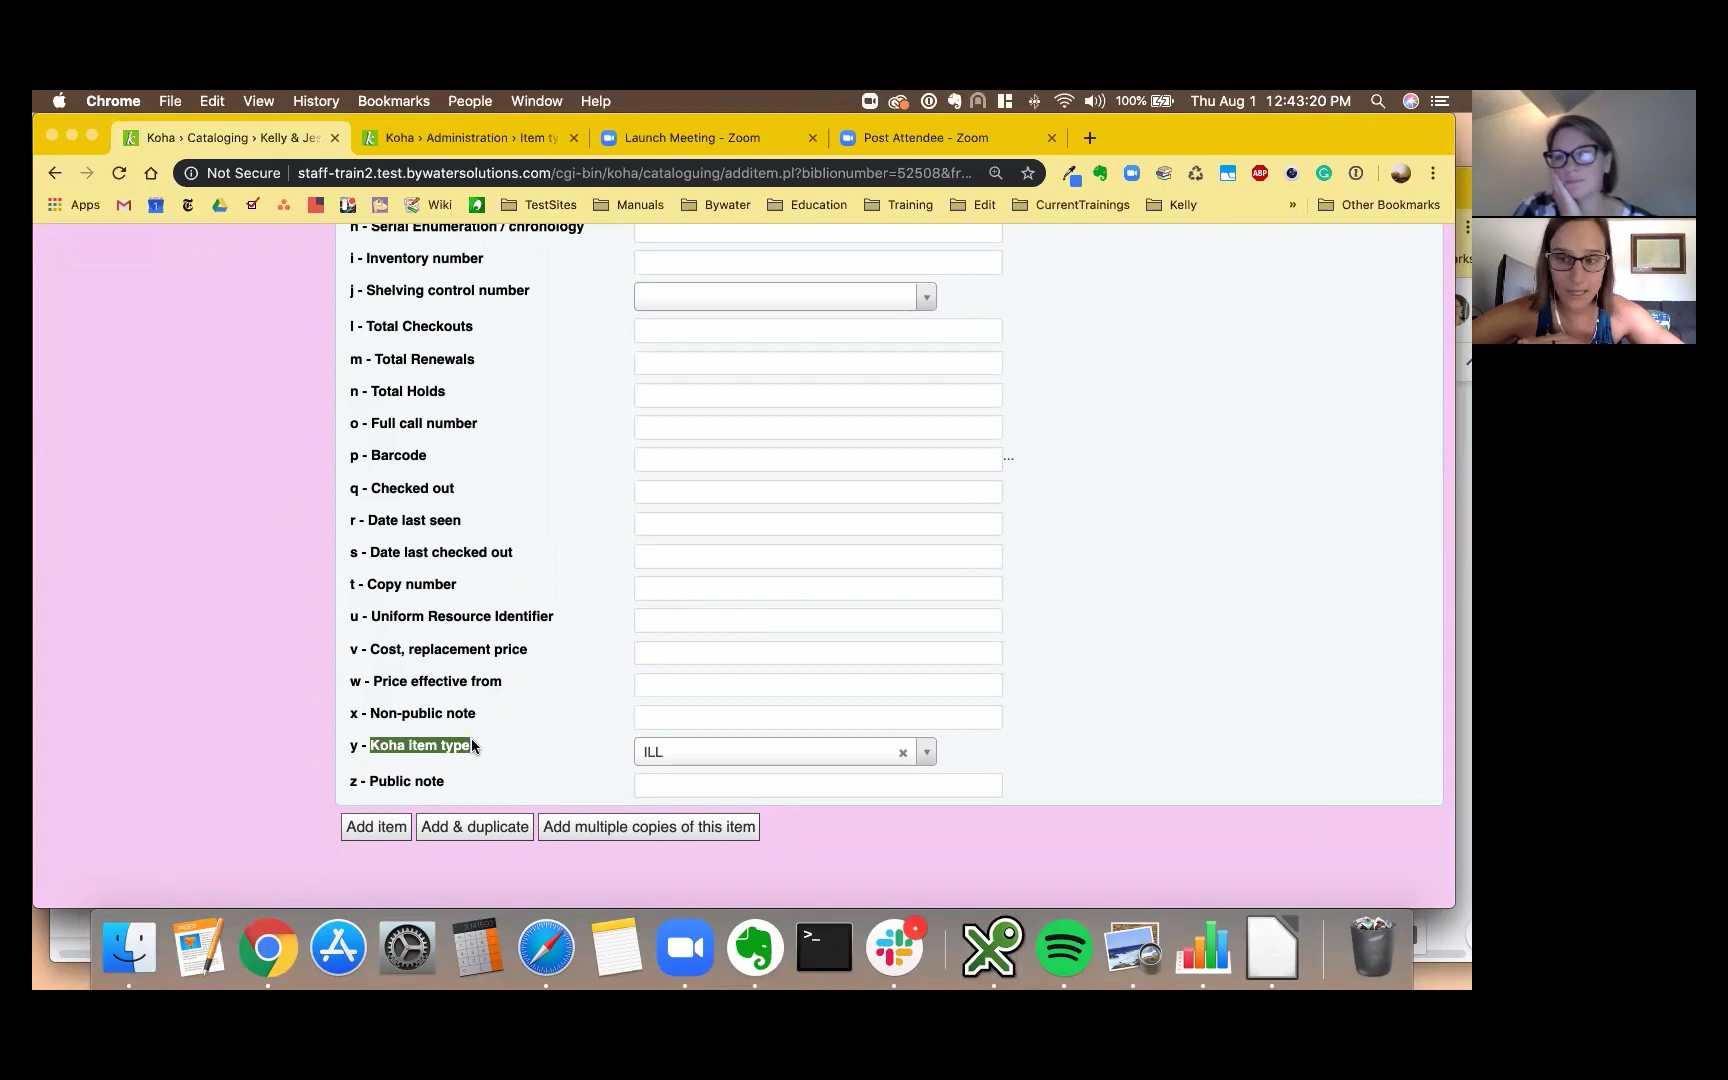 Chrome File Edit View History Bookmarks People Window Help 100% Thu Aug 1 12:43:20 PM
Koha › Cataloging › Kelly & Jes
Koha › Administration › Item ty
Launch Meeting - Zoom
Post Attendee - Zoom
Not Secure staff-train2.test.bywatersolutions.com/cgi-bin/koha/cataloguing/additem.pl?biblionumber=52508&fr...
ABP
Apps Wiki TestSites Manuals Bywater Education Training Edit CurrentTrainings Kelly » Other Bookmarks
h - Serial Enumeration / chronology
i - Inventory number
j - Shelving control number
l - Total Checkouts
m - Total Renewals
n - Total Holds
o - Full call number
p - Barcode ...
q - Checked out
r - Date last seen
s - Date last checked out
t - Copy number
u - Uniform Resource Identifier
v - Cost, replacement price
w - Price effective from
x - Non-public note
y - Koha item type ILL
z - Public note
Add item Add & duplicate Add multiple copies of this item